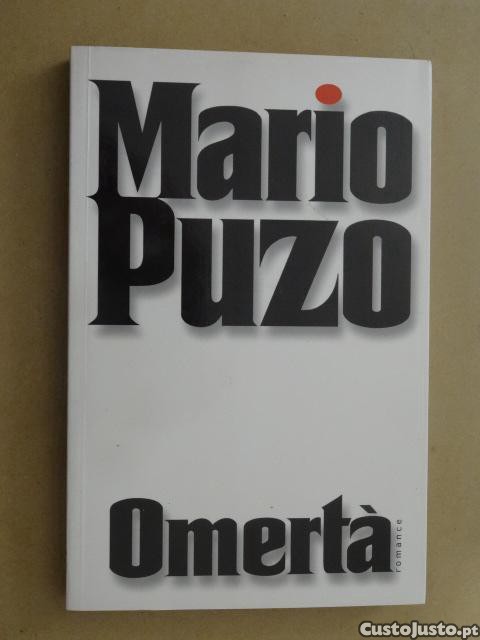 Mario
Puzo
Omertà
romance
CustoJusto.pt